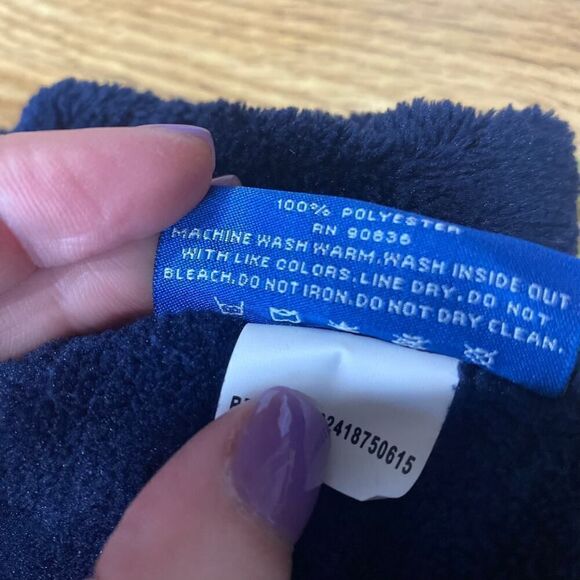 100% POLYESTER
RN 90836
MACHINE WASH WARM.WASH INSIDE OUT
WITH LIKE COLORS.LINE DRY.DO NOT
BLEACH.DO NOT IRON.DO NOT DRY CLEAN.
2418750615